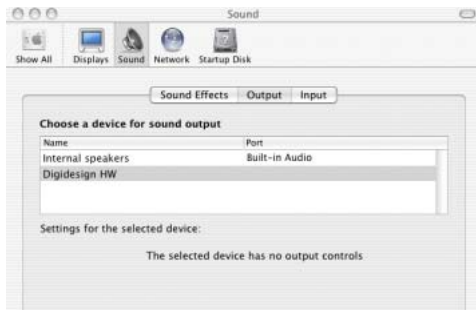 Sound
Show All Displays Sound Network Startup Disk
Sound Effects Output Input
Choose a device for sound output
Name Port
Internal speakers Built-in Audio
Digidesign HW
Settings for the selected device:
The selected device has no output controls